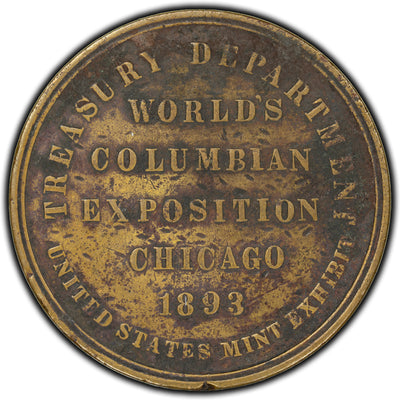 TREASURY DEPARTMENT
WORLD'S
COLUMBIAN
EXPOSITION
CHICAGO
1893
UNITED STATES MINT EXHIBIT